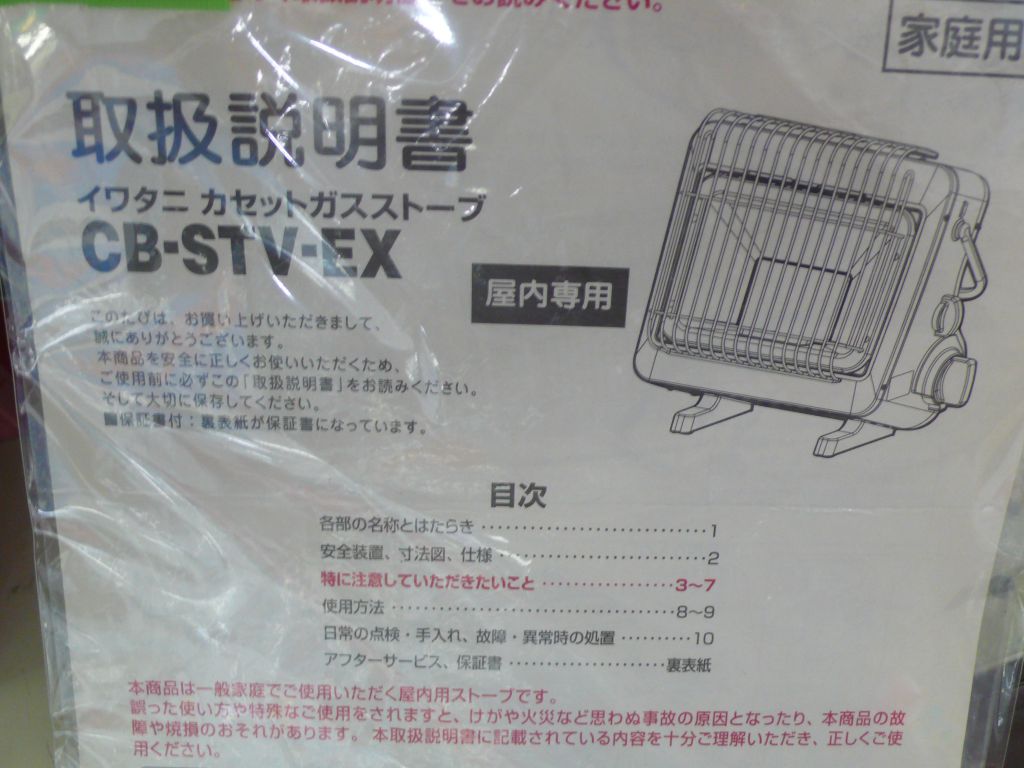 をお読みください。
家庭用
取扱説明書
イワタニ カセットガスストーブ
CB-STV-EX
屋内専用
このたびは、お買い上げいただきまして、
誠にありがとうございます。
本商品を安全に正しくお使いいただくため、
ご使用前に必ずこの「取扱説明書」をお読みください。
そして大切に保存してください。
■保証書付：裏表紙が保証書になっています。
目次
各部の名称とはたらき ････････････････････････････1
安全装置、寸法図、仕様 ･･････････････････････････2
特に注意していただきたいこと ････････････････3～7
使用方法 ･･････････････････････････････････8～9
日常の点検・手入れ、故障・異常時の処置 ･････････10
アフターサービス、保証書 ･･･････････････････裏表紙
本商品は一般家庭でご使用いただく屋内用ストーブです。
誤った使い方や特殊なご使用をされますと、けがや火災など思わぬ事故の原因となったり、本商品の故
障や焼損のおそれがあります。本取扱説明書に記載されている内容を十分ご理解いただき、正しくご使
用ください。